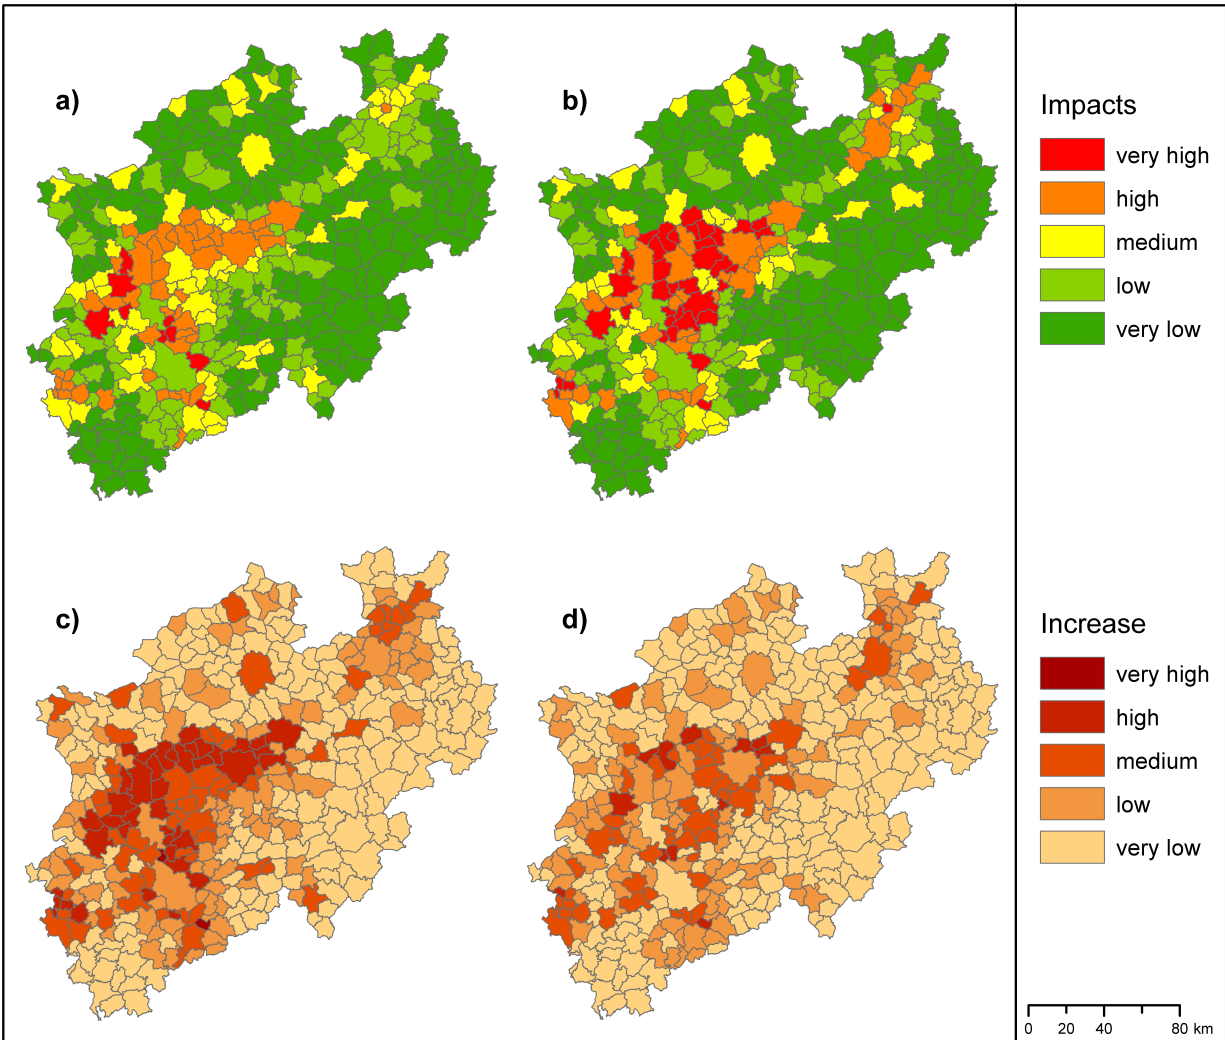 a)
b)
Impacts
very high
high
medium
low
very low
c)
d)
Increase
very high
high
medium
low
very low
0 20 40 80 km